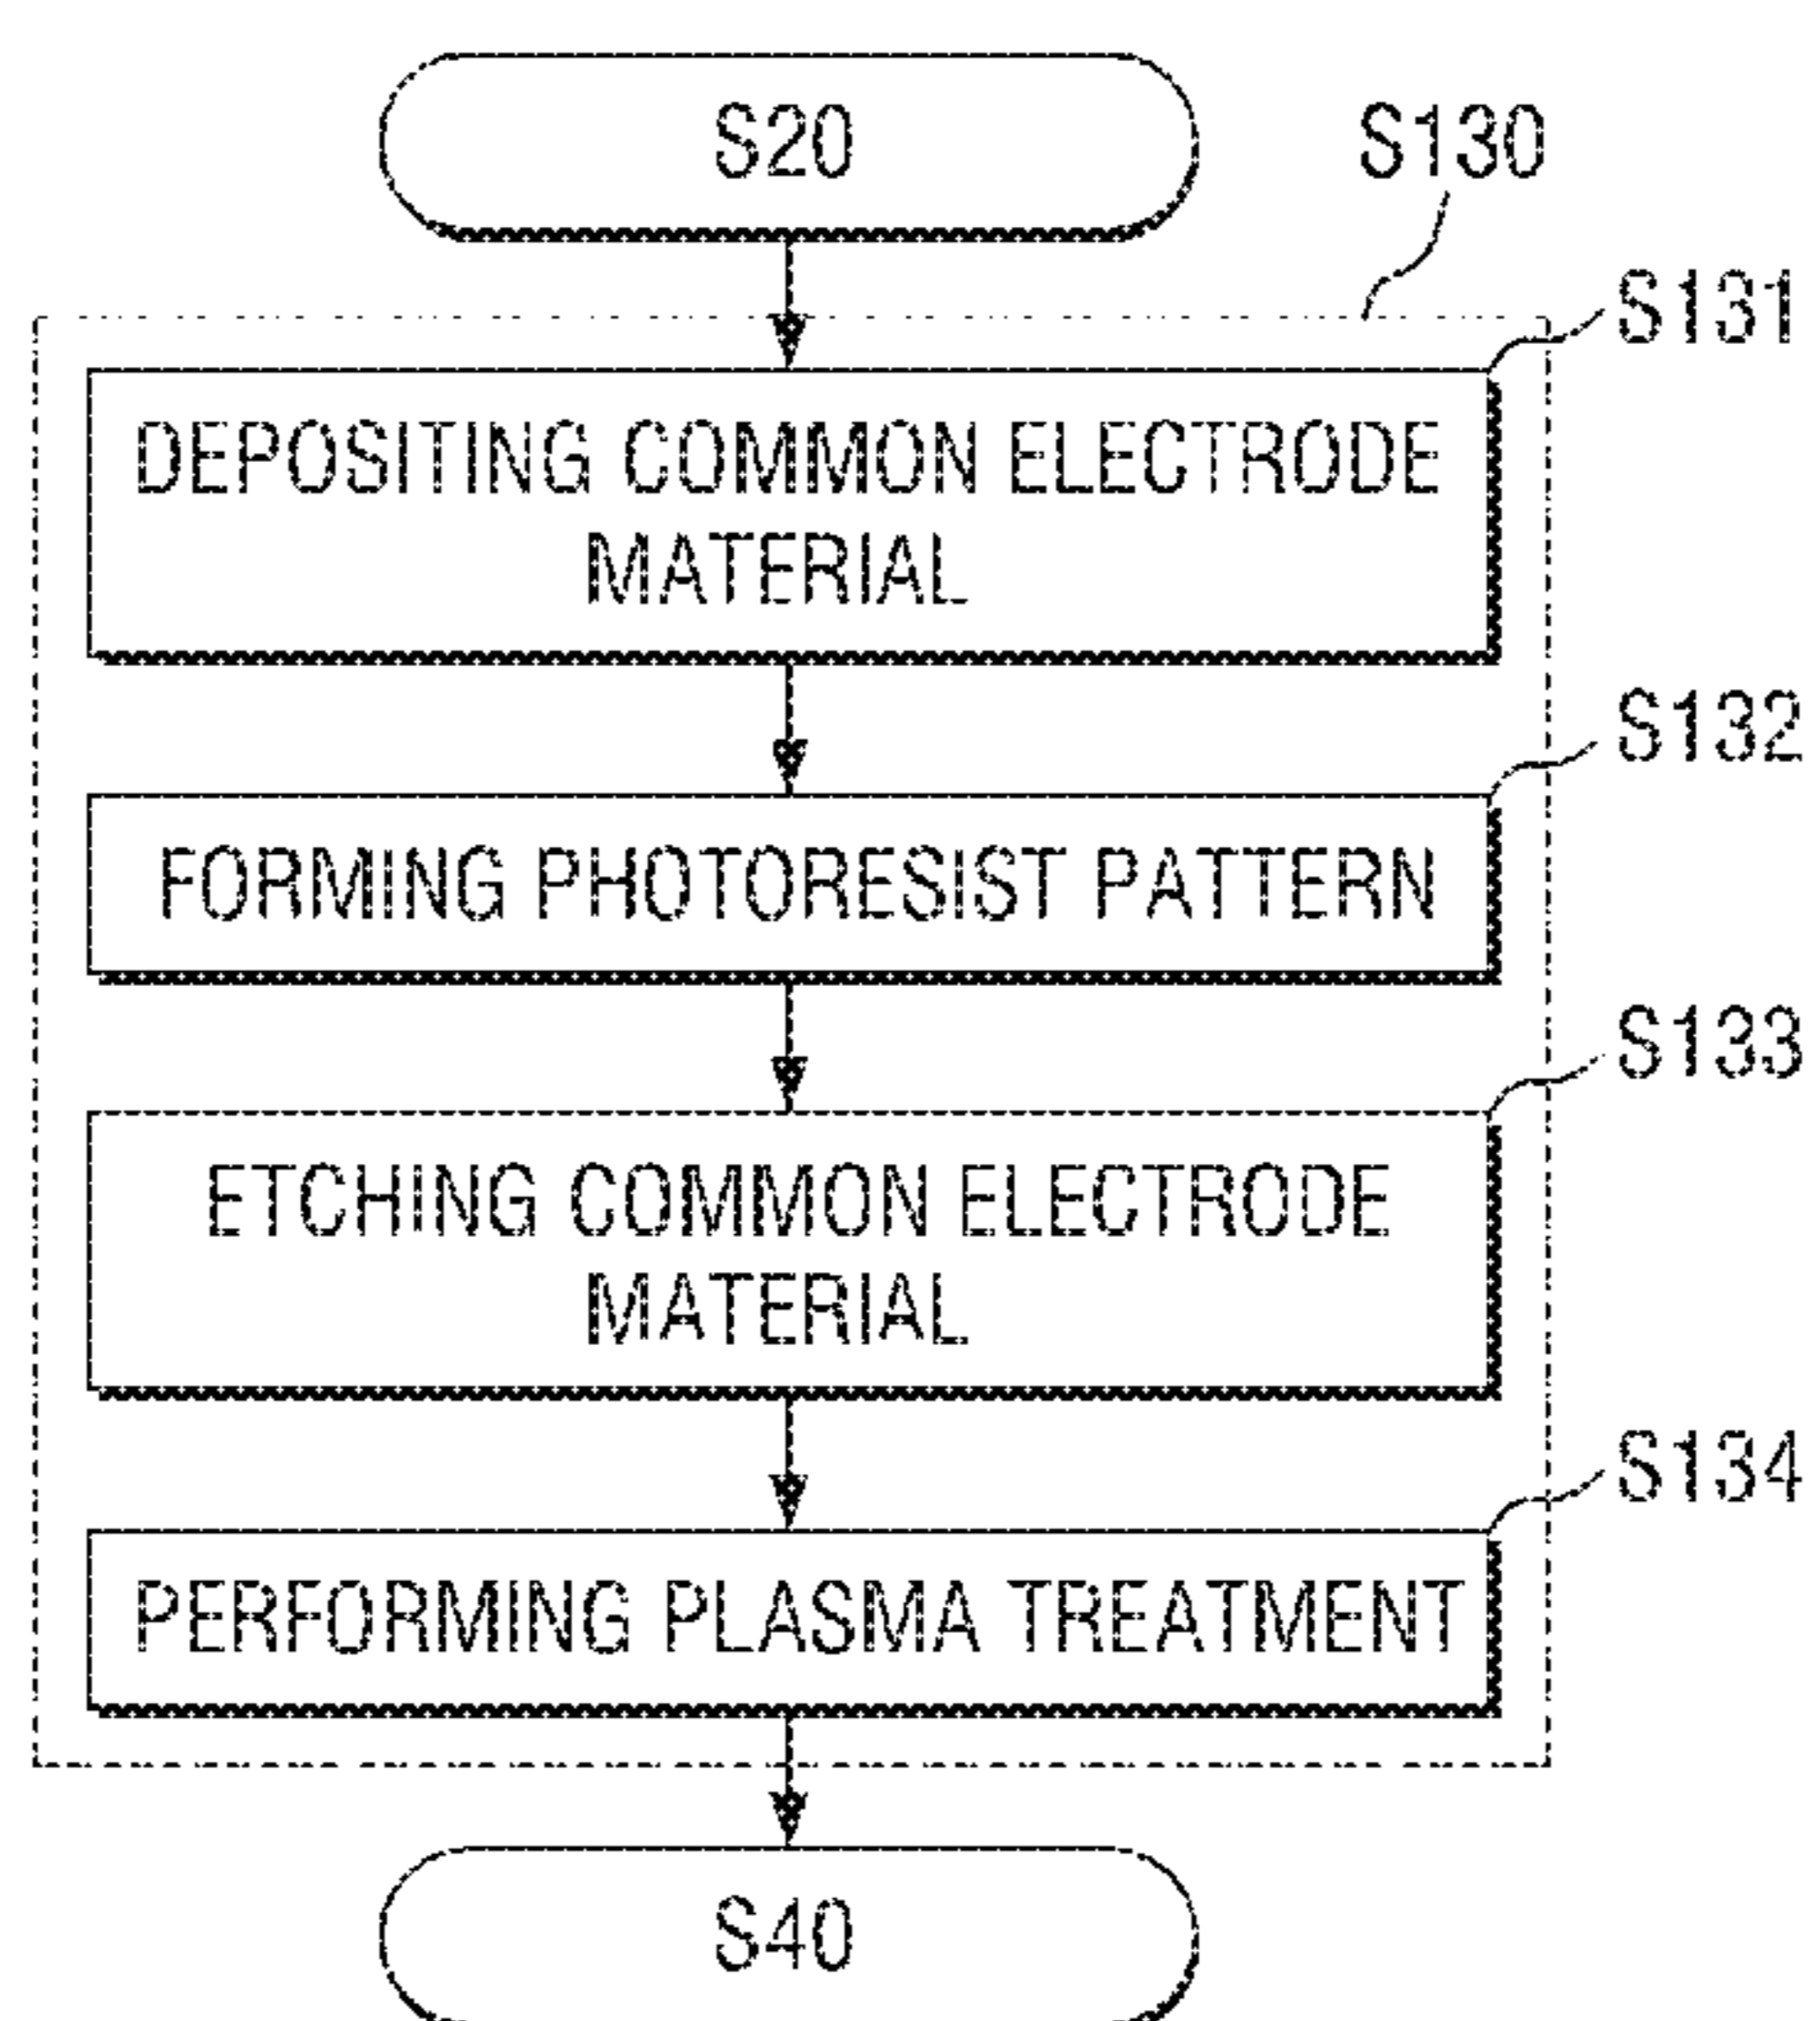 S20
S130
S131
DEPOSITING COMMON ELECTRODE
MATERIAL
S132
FORMING PHOTORESIST PATTERN
S133
ETCHING COMMON ELECTRODE
MATERIAL
S134
PERFORMING PLASMA TREATMENT
S40